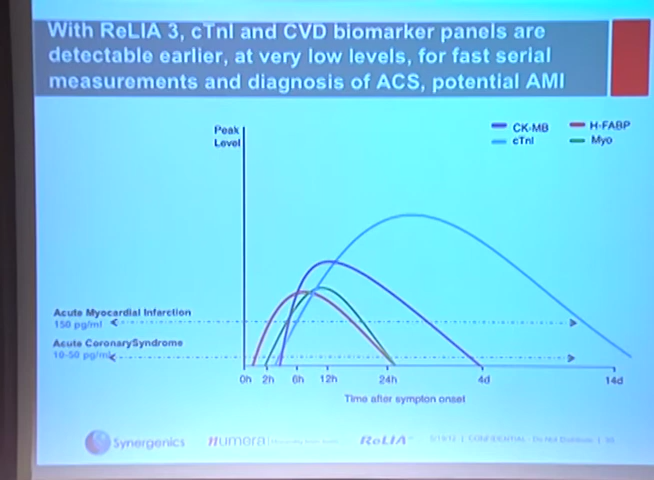 With ReLIA 3, cTnI and CVD biomarker panels are
detectable earlier, at very low levels, for fast serial
measurements and diagnosis of ACS, potential AMI
Peak
Level
CK-MB
H-FABP
cTnI
Myo
Acute Myocardial Infarction
150 pg/ml
Acute CoronarySyndrome
10-50 pg/ml
0h 2h 6h 12h 24h 4d 14d
Time after sympton onset
Synergenics numera ReLIA CONFIDENTIAL